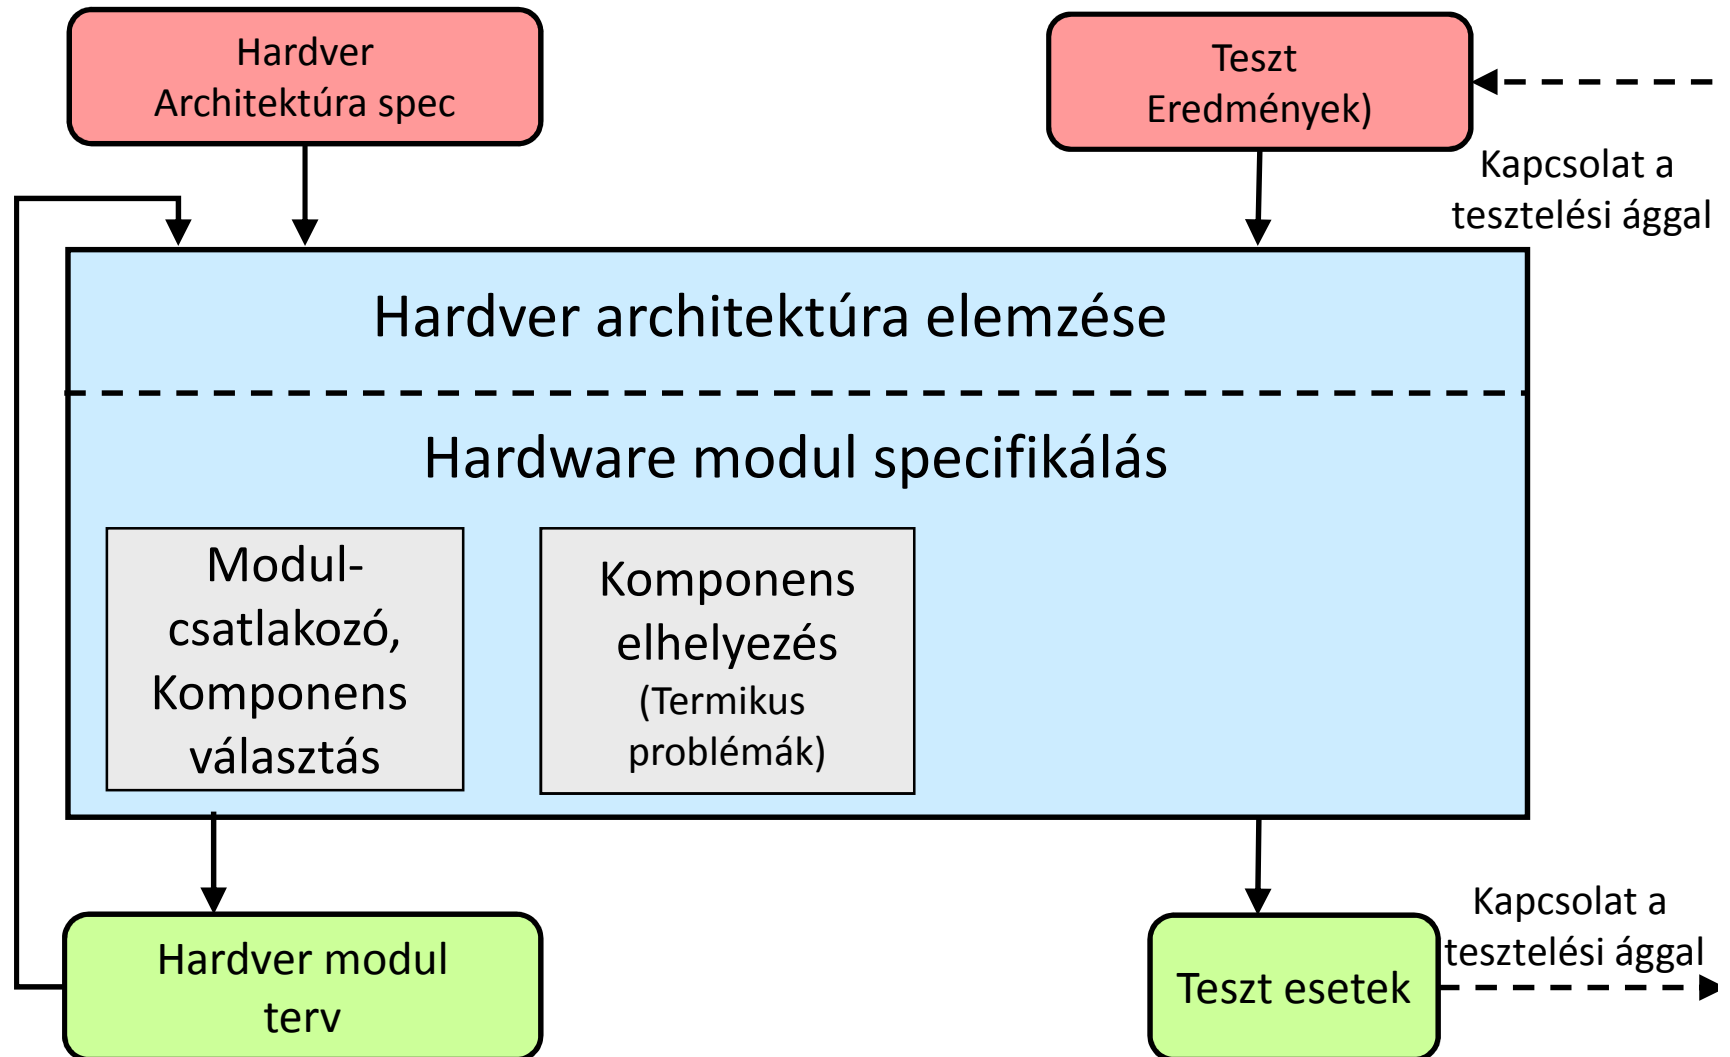 Hardver
Architektúra spec
Teszt
Eredmények)
Kapcsolat a
tesztelési ággal
Hardver architektúra elemzése
Hardware modul specifikálás
Modul-
csatlakozó,
Komponens
választás
Komponens
elhelyezés
(Termikus
problémák)
Hardver modul
terv
Teszt esetek
Kapcsolat a
tesztelési ággal